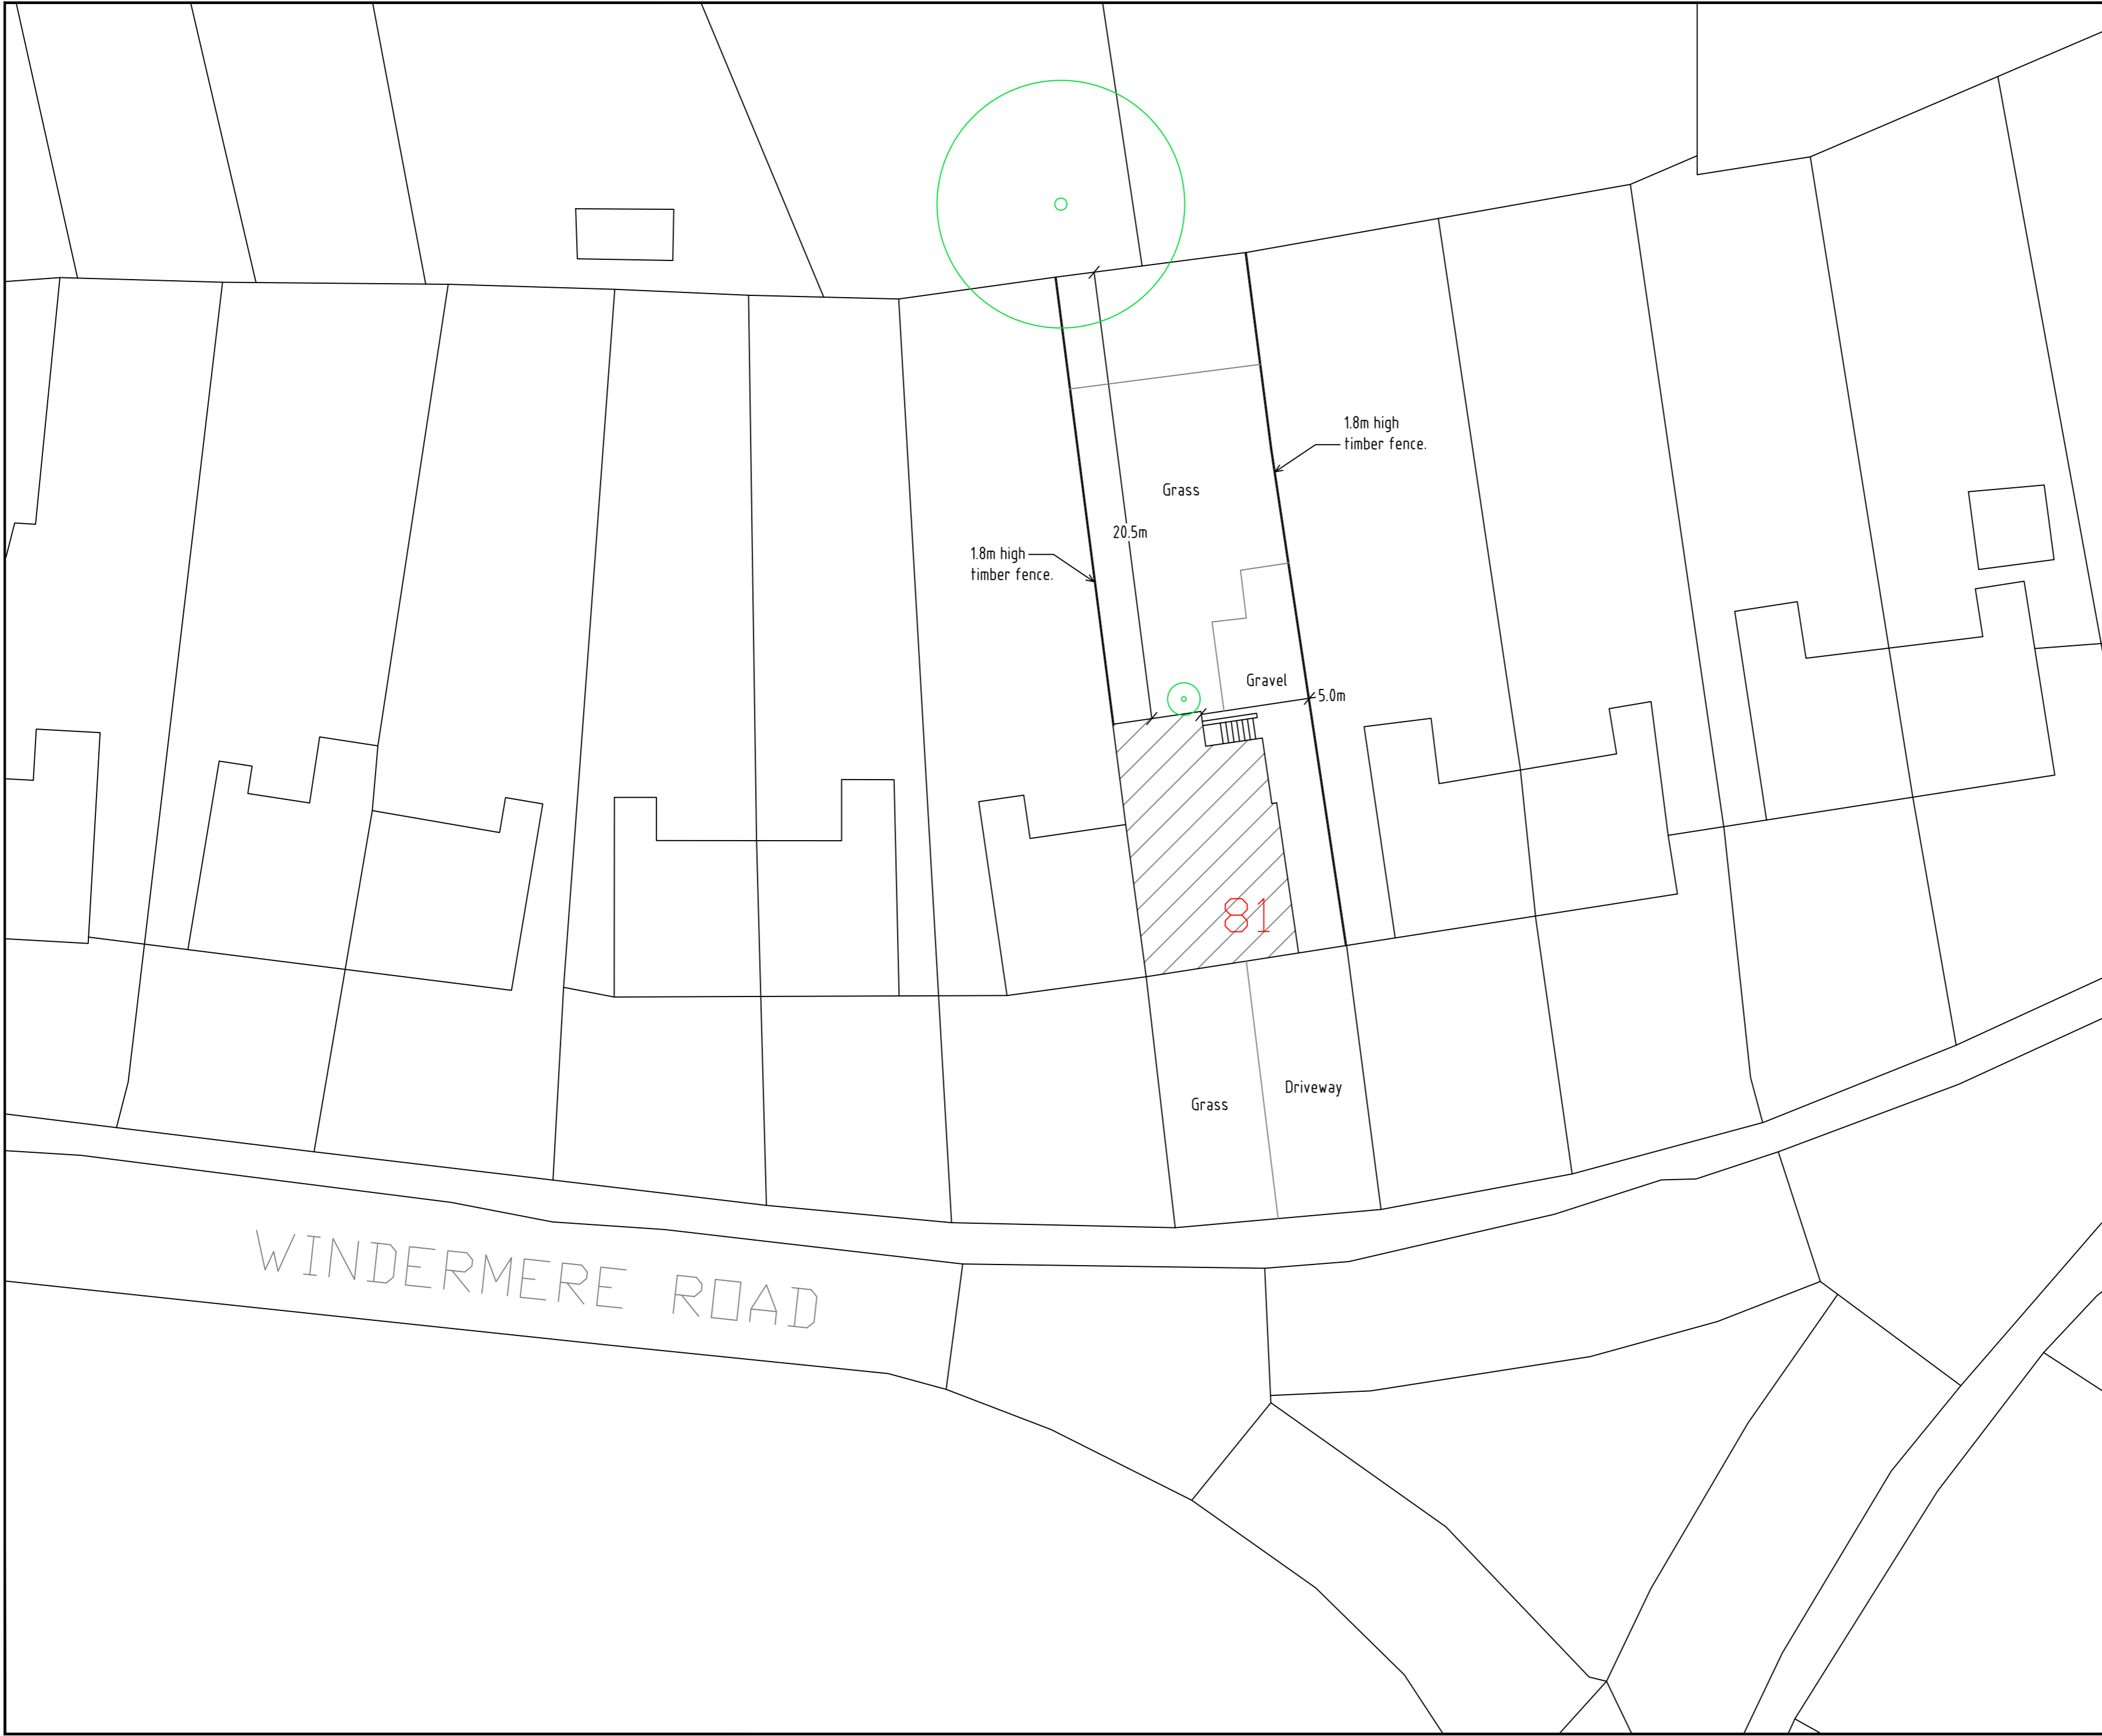 1.8m high
timber fence.
Grass
20.5m
1.8m high
timber fence.
Gravel
5.0m
81
Driveway
Grass
WINDERMERE ROAD